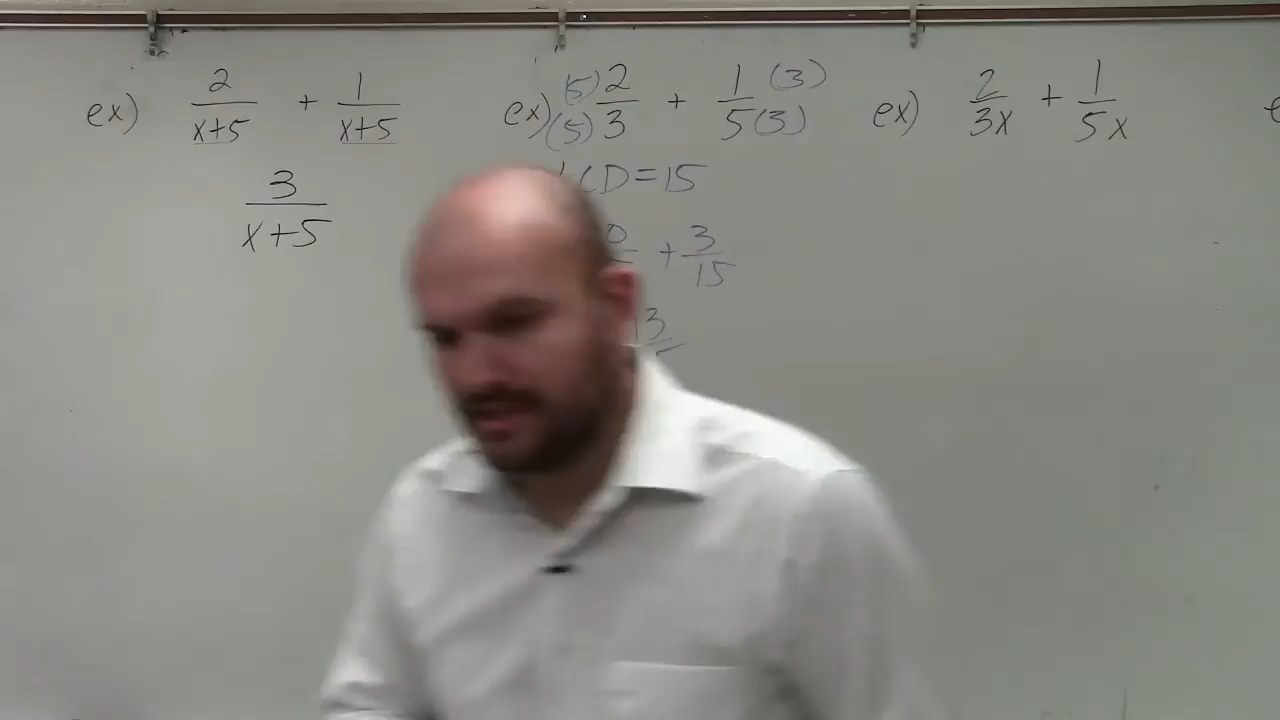 ex) 2/(x+5) + 1/(x+5)
3/(x+5)
ex) (5)2/(5)3 + 1(3)/5(3)
CD=15
+ 3/15
13
ex) 2/3x + 1/5x